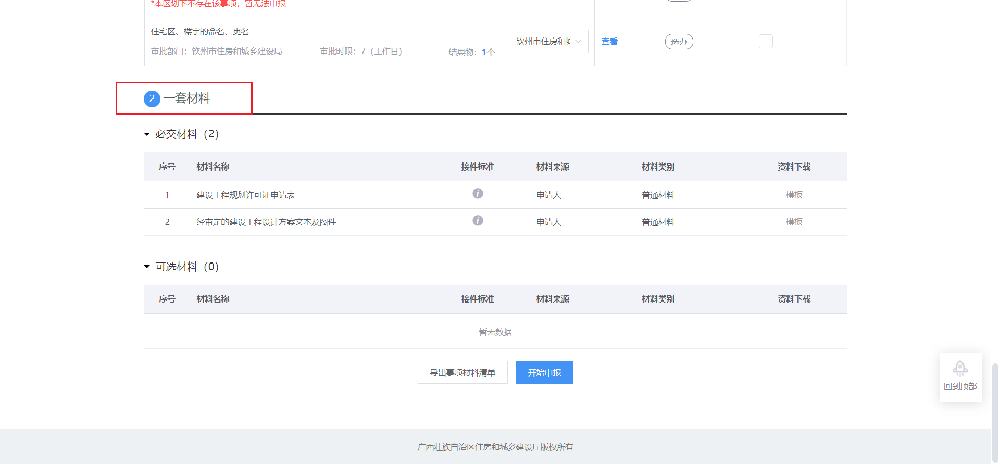 *本区划下不存在该事项，暂无法申报
住宅区、楼宇的命名、更名
审批部门：钦州市住房和城乡建设局 审批时限：7（工作日） 结果物：1个
钦州市住房和城
查看
选办
2 一套材料
必交材料（2）
序号 材料名称 接件标准 材料来源 材料类别 资料下载
1 建设工程规划许可证申请表 i 申请人 普通材料 模板
2 经审定的建设工程设计方案文本及图件 i 申请人 普通材料 模板
可选材料（0）
序号 材料名称 接件标准 材料来源 材料类别 资料下载
暂无数据
导出事项材料清单 开始申报
回到顶部
广西壮族自治区住房和城乡建设厅版权所有